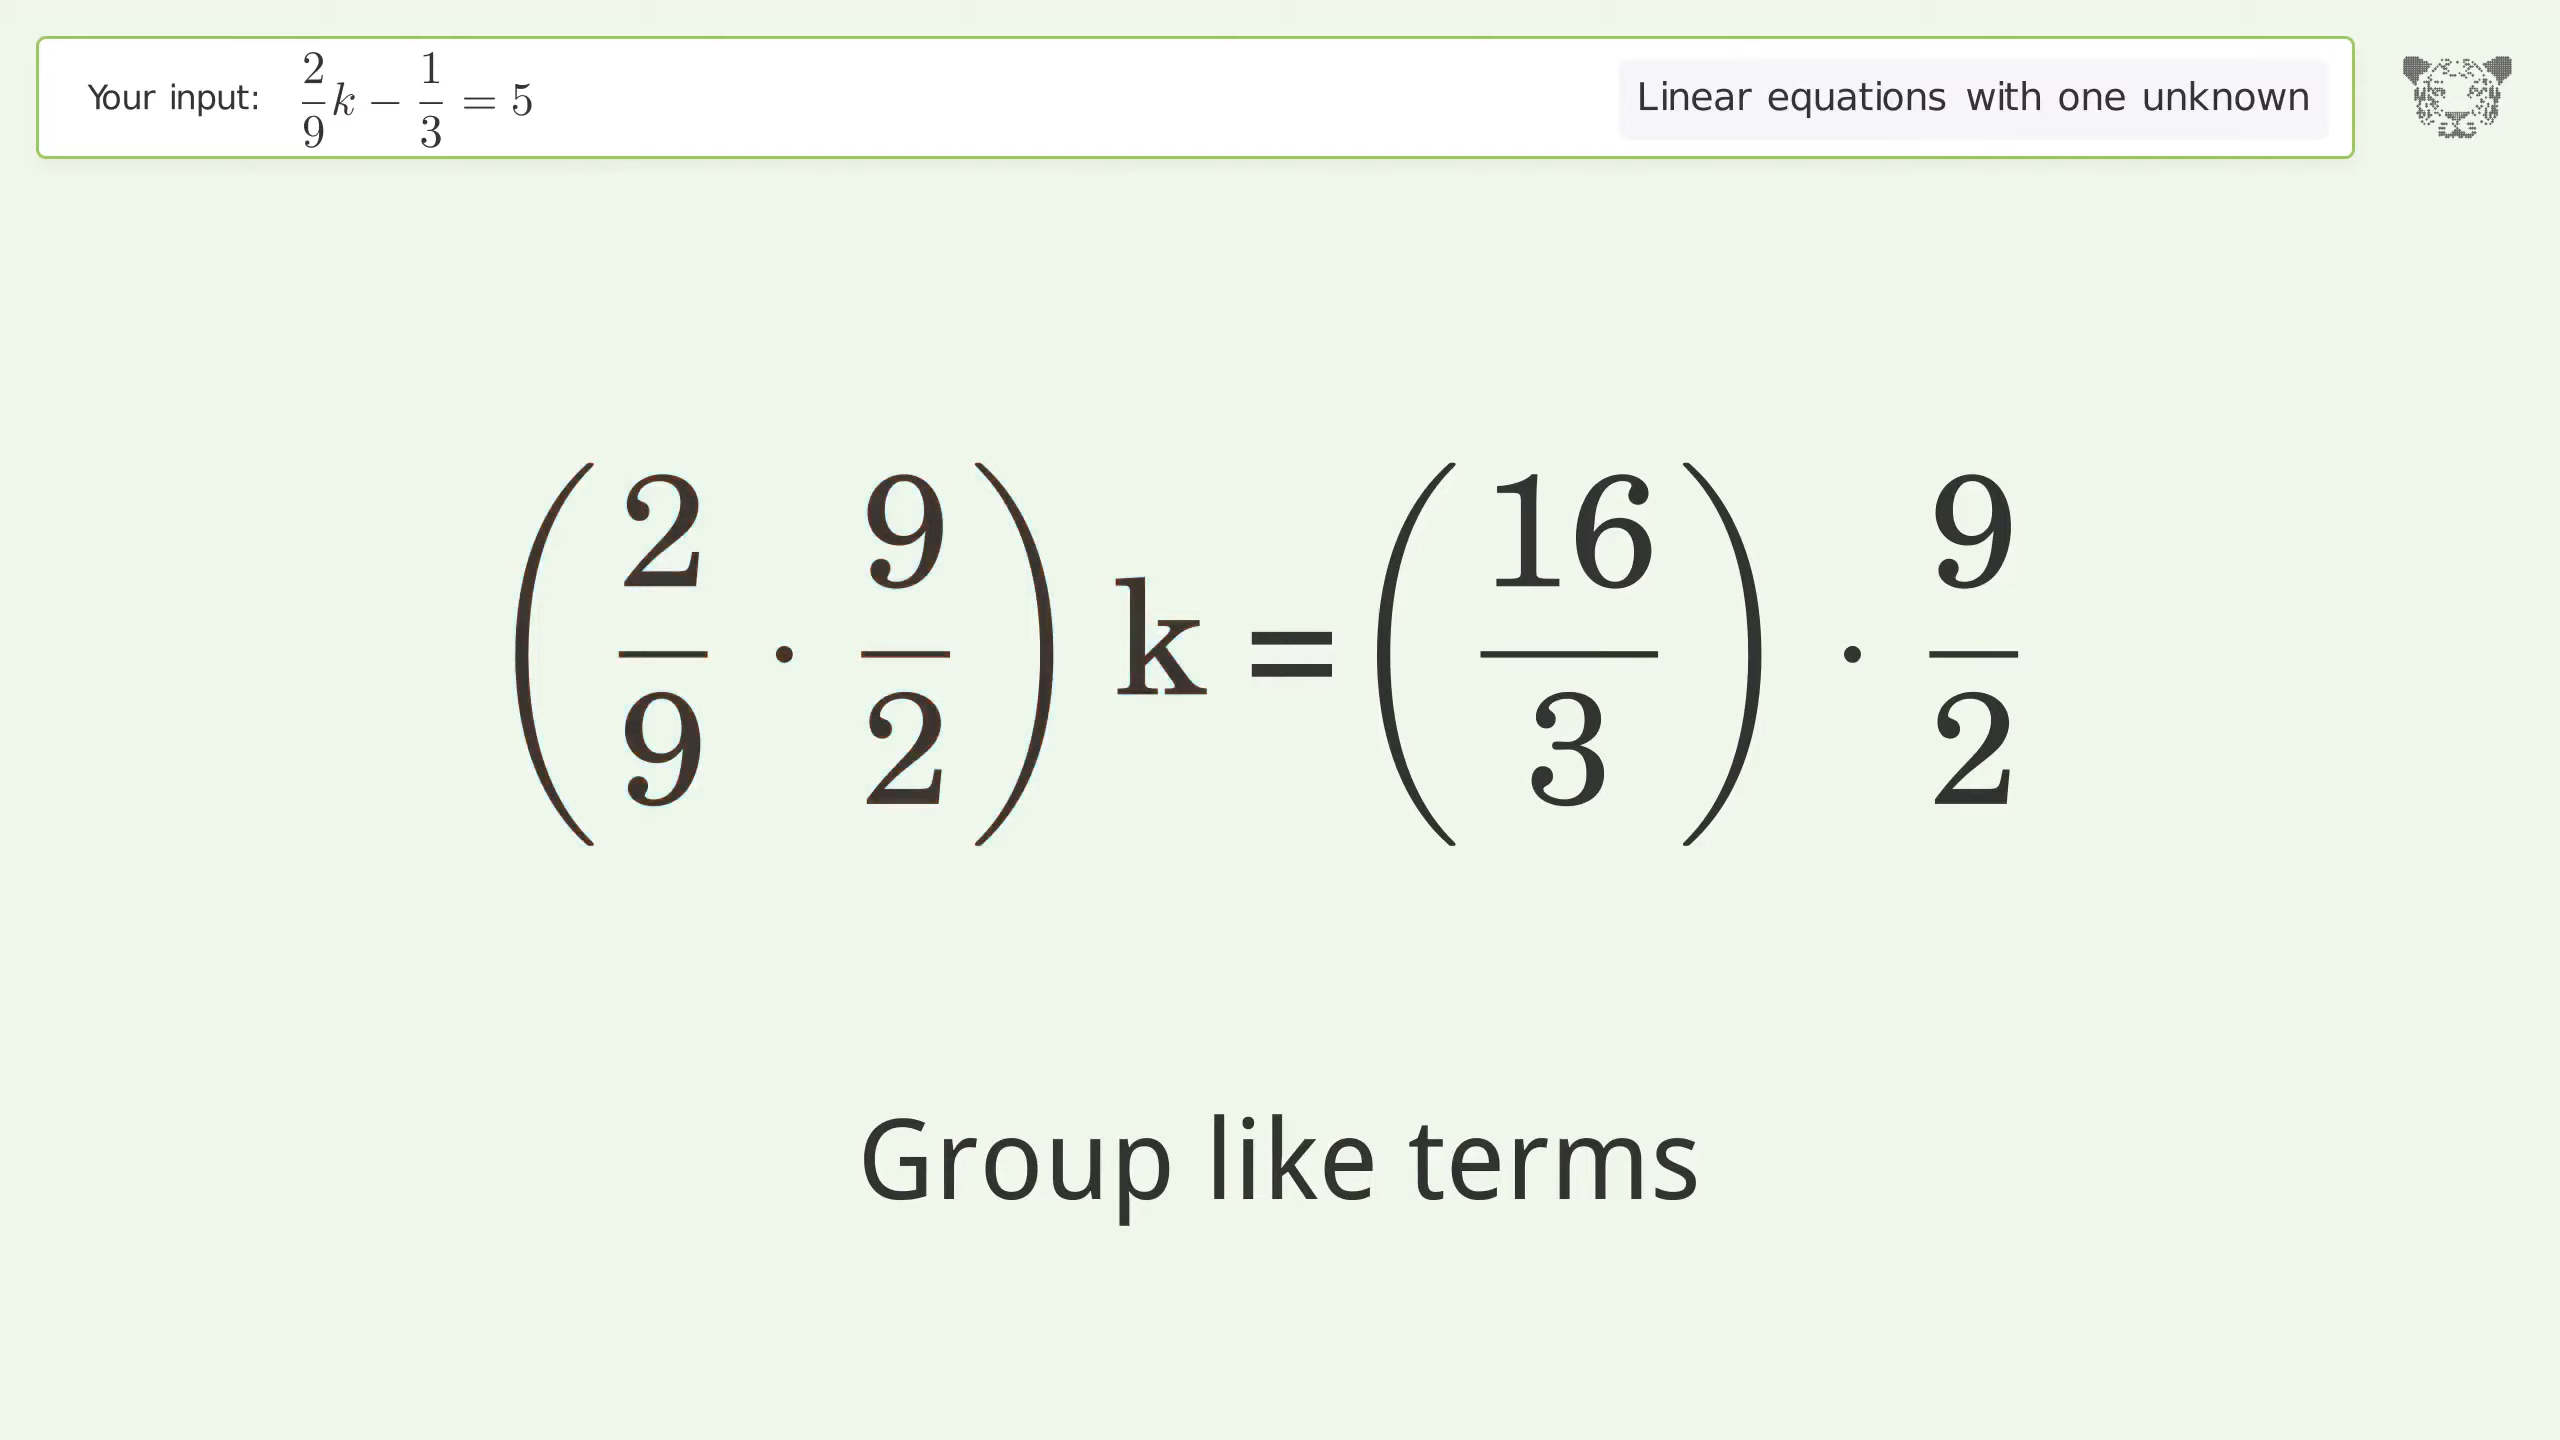 Your input: 2/9 k − 1/3 = 5
Linear equations with one unknown
(2/9 · 9/2) k = (16/3) · 9/2
Group like terms